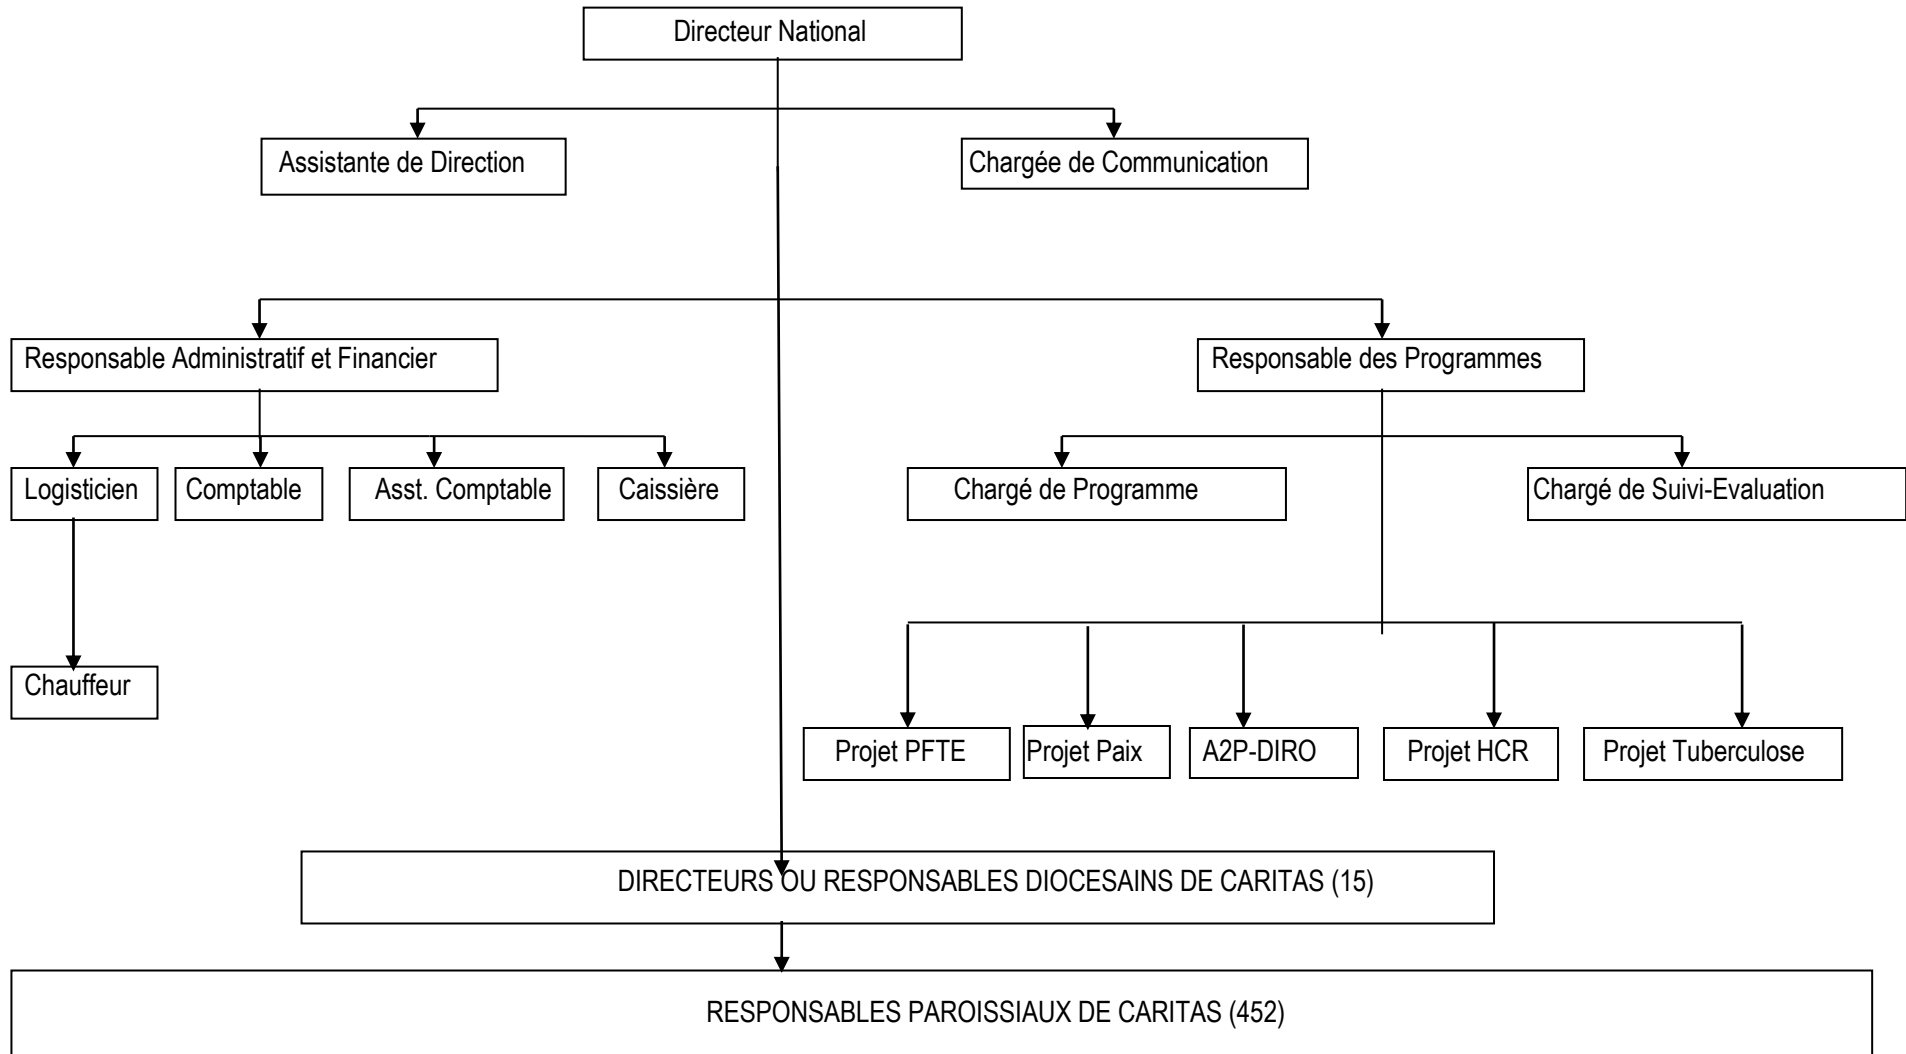 Directeur National
Assistante de Direction
Chargée de Communication
Responsable Administratif et Financier
Responsable des Programmes
Logisticien
Comptable
Asst. Comptable
Caissière
Chargé de Programme
Chargé de Suivi-Evaluation
Chauffeur
Projet PFTE
Projet Paix
A2P-DIRO
Projet HCR
Projet Tuberculose
DIRECTEURS OU RESPONSABLES DIOCESAINS DE CARITAS (15)
RESPONSABLES PAROISSIAUX DE CARITAS (452)